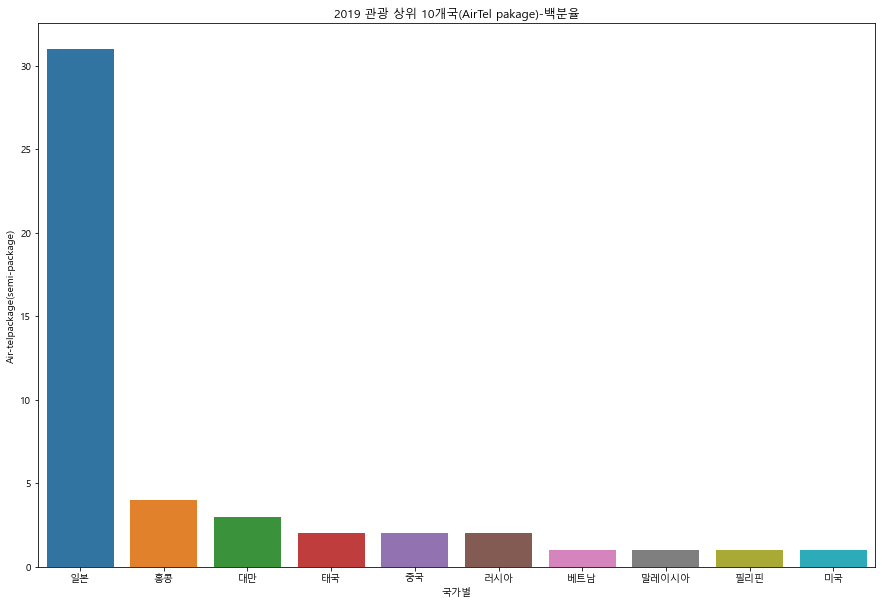 2019 관광 상위 10개국(AirTel pakage)-백분율
Air-telpackage(semi-package)
30
25
20
15
10
5
0
일본 홍콩 대만 태국 중국 러시아 베트남 말레이시아 필리핀 미국
국가별